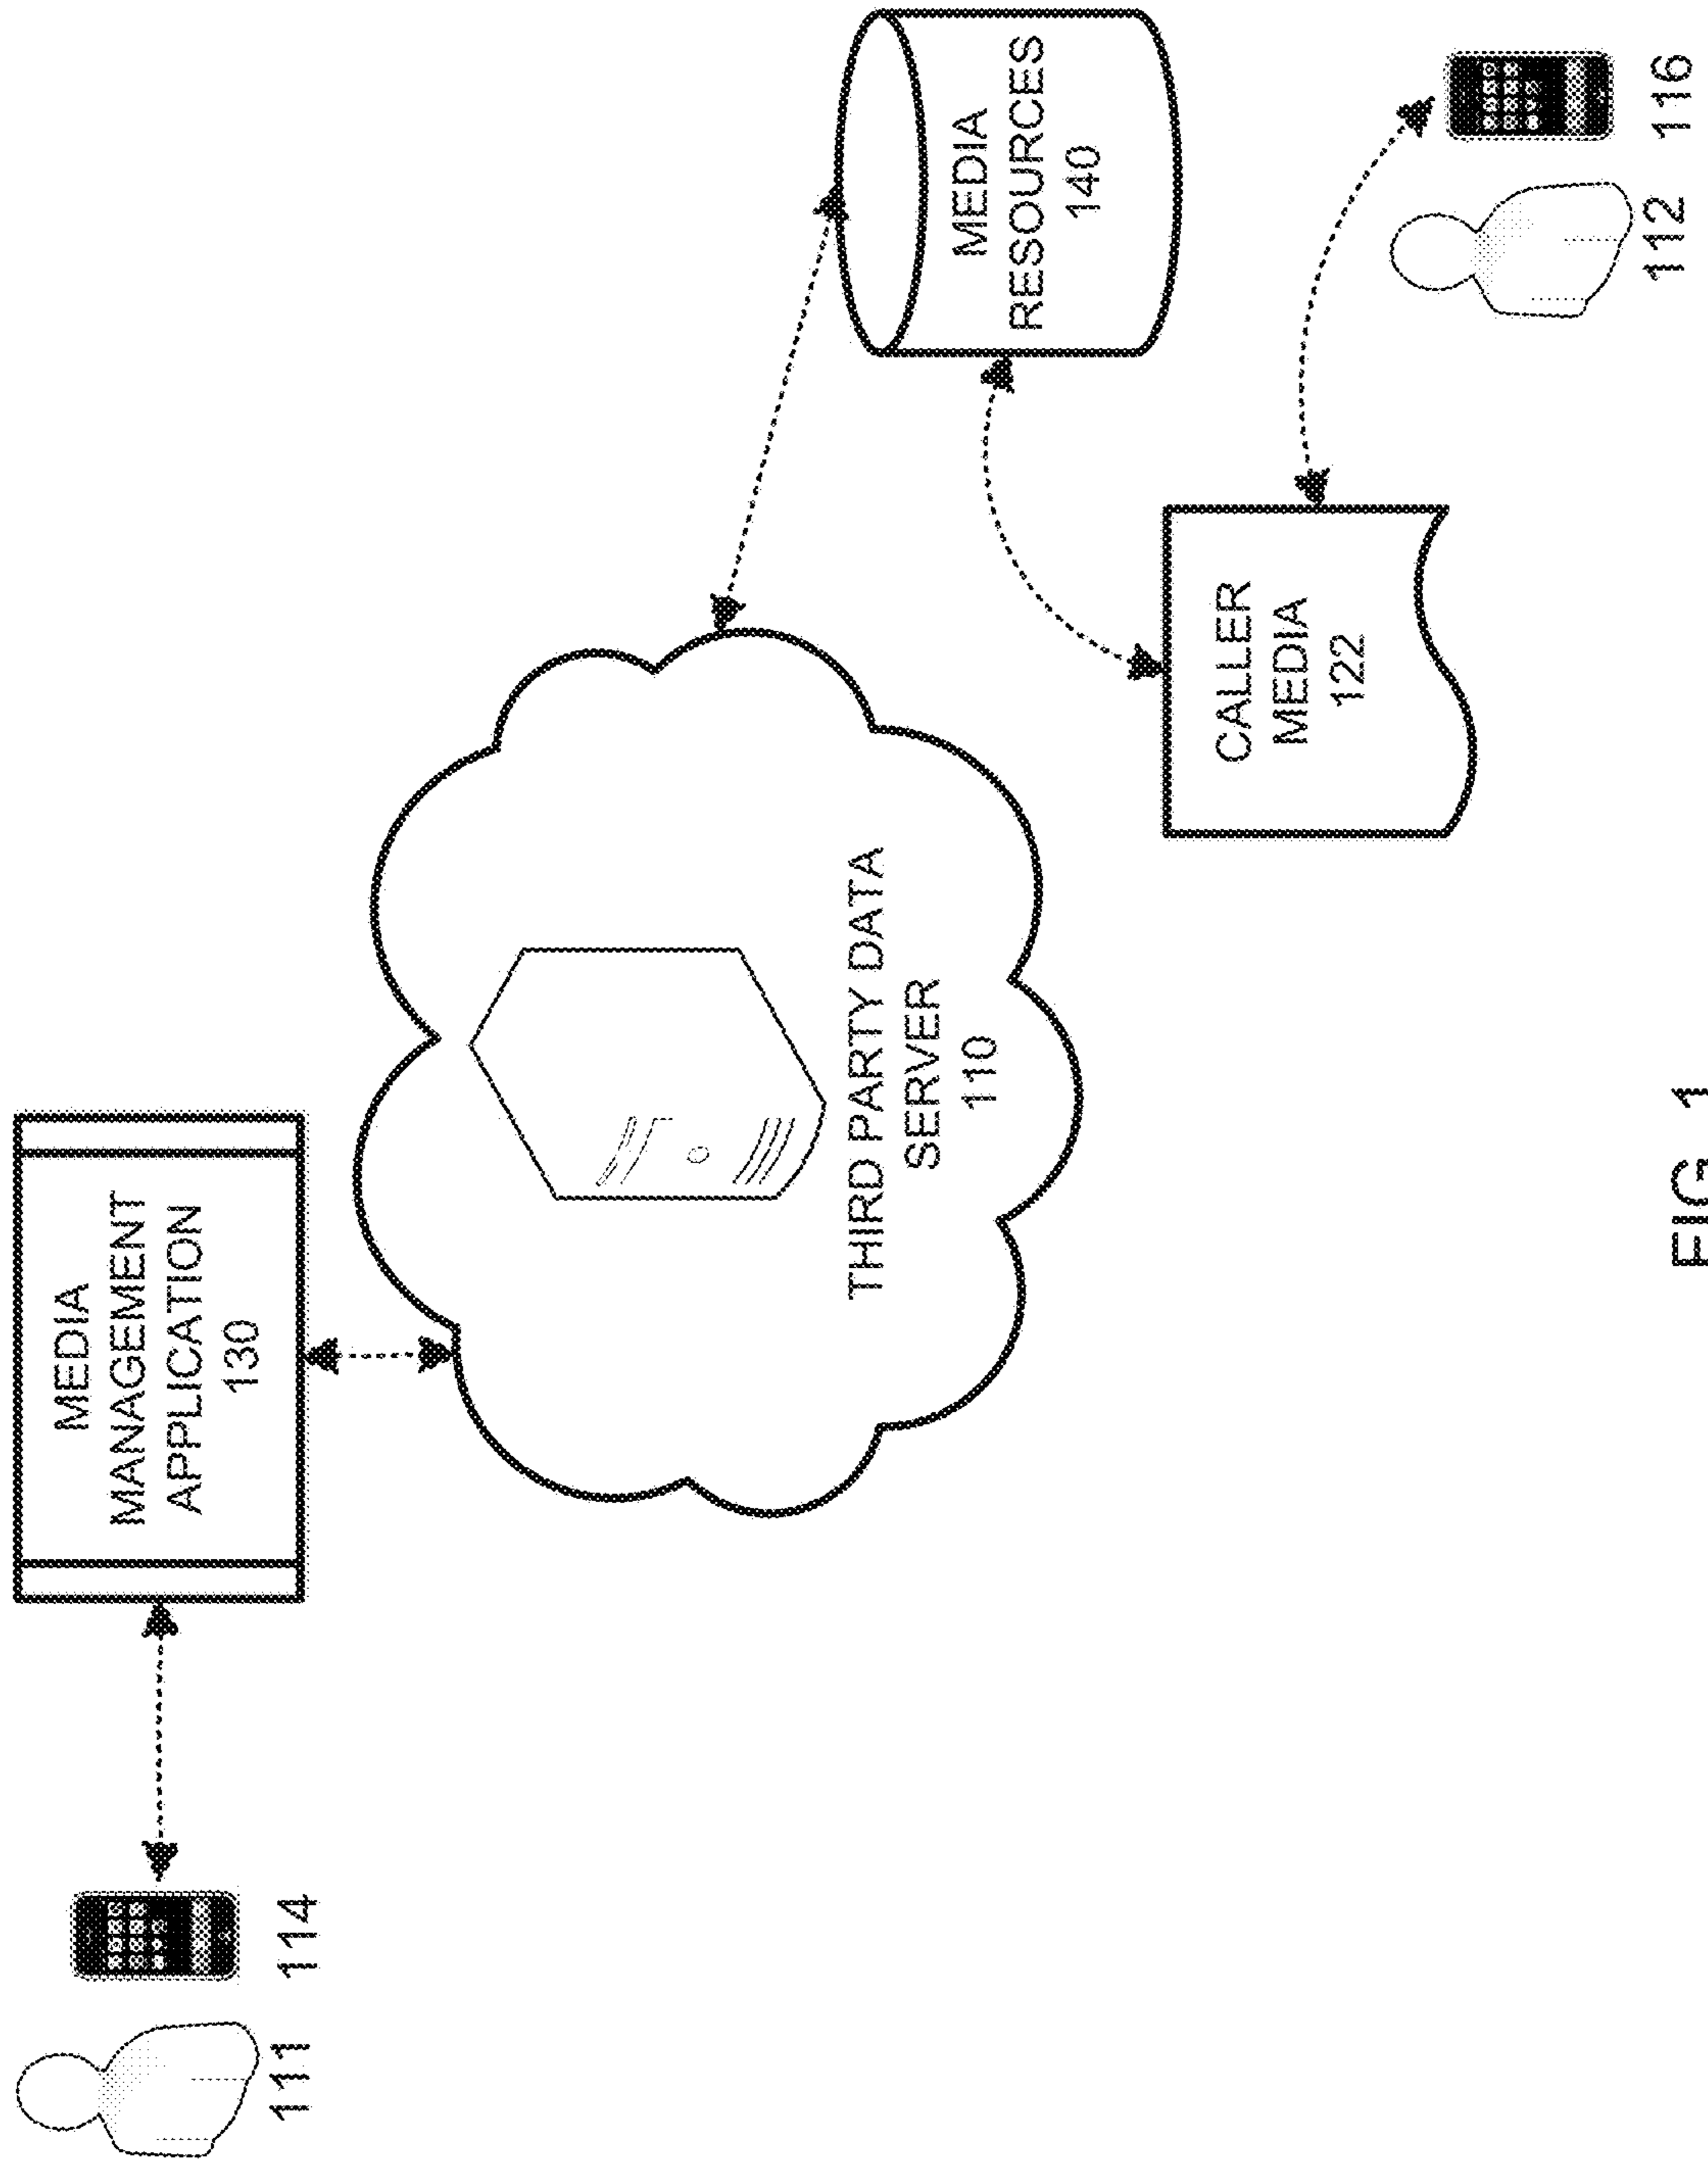 MEDIA
MANAGEMENT
APPLICATION
130
111
114
THIRD PARTY DATA
SERVER
110
MEDIA
RESOURCES
140
CALLER
MEDIA
122
112
116
FIG. 1